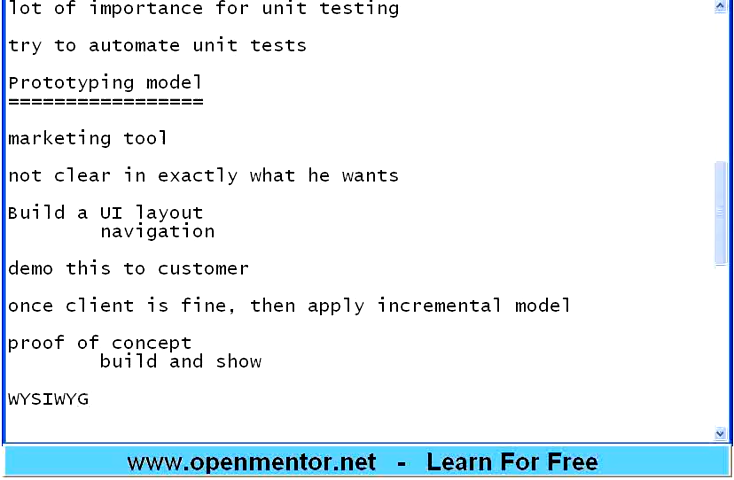 lot of importance for unit testing
try to automate unit tests
Prototyping model
=================
marketing tool
not clear in exactly what he wants
Build a UI layout
navigation
demo this to customer
once client is fine, then apply incremental model
proof of concept
build and show
WYSIWYG
www.openmentor.net - Learn For Free